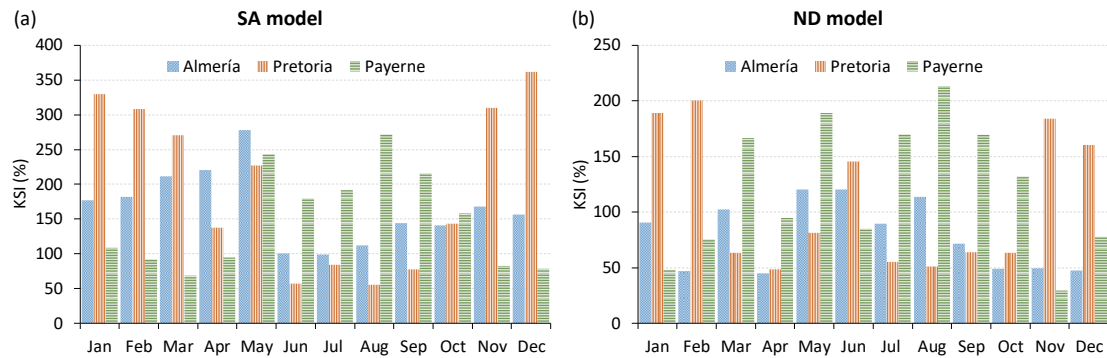 (a) SA model
400
350
300
250
200
150
100
50
0
KSI (%)
Almería Pretoria Payerne
Jan Feb Mar Apr May Jun Jul Aug Sep Oct Nov Dec
(b) ND model
250
200
150
100
50
0
KSI (%)
Almería Pretoria Payerne
Jan Feb Mar Apr May Jun Jul Aug Sep Oct Nov Dec